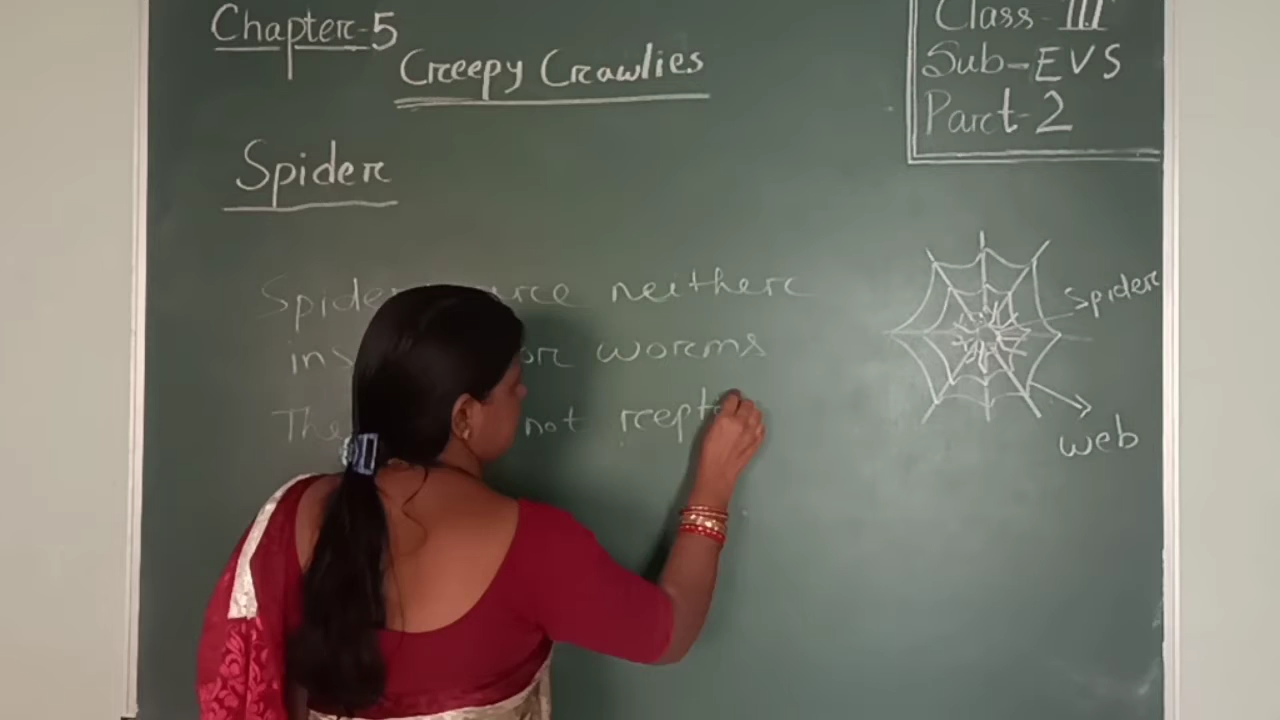 Chapter-5
Creepy Crawlies
Class-III
Sub-EVS
Part-2
Spider
neither
worms
not
Spider
web